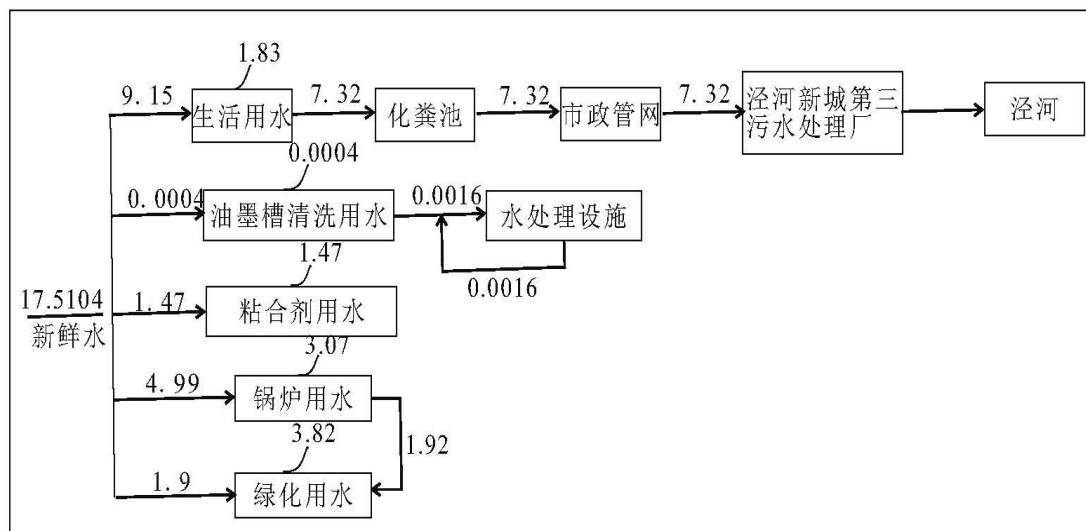 1.83
9.15
生活用水
7.32
化粪池
7.32
市政管网
7.32
泾河新城第三
污水处理厂
泾河
0.0004
0.0004
油墨槽清洗用水
0.0016
水处理设施
0.0016
1.47
17.5104
新鲜水
1.47
粘合剂用水
3.07
4.99
锅炉用水
1.92
3.82
1.9
绿化用水